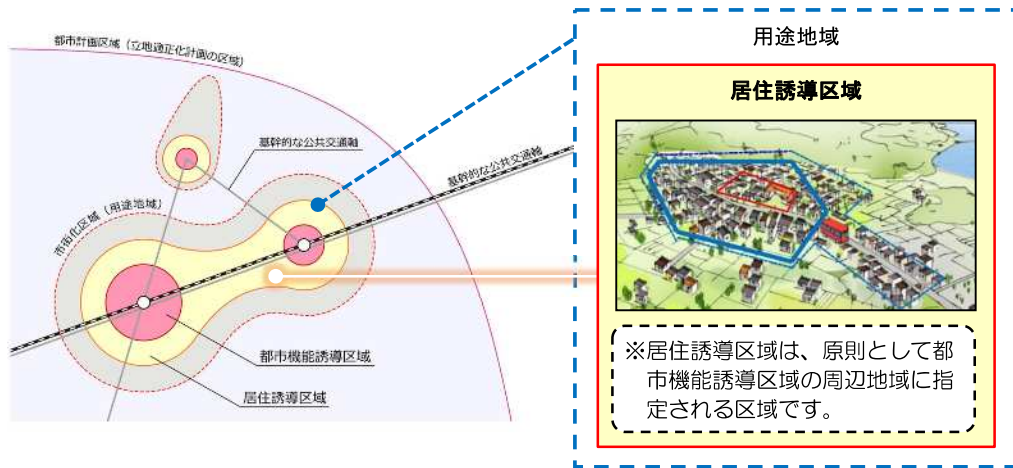 都市計画区域（立地適正化計画の区域）
基幹的な公共交通軸
基幹的な公共交通軸
市街化区域（用途地域）
都市機能誘導区域
居住誘導区域
用途地域
居住誘導区域
※居住誘導区域は、原則として都
市機能誘導区域の周辺地域に指
定される区域です。